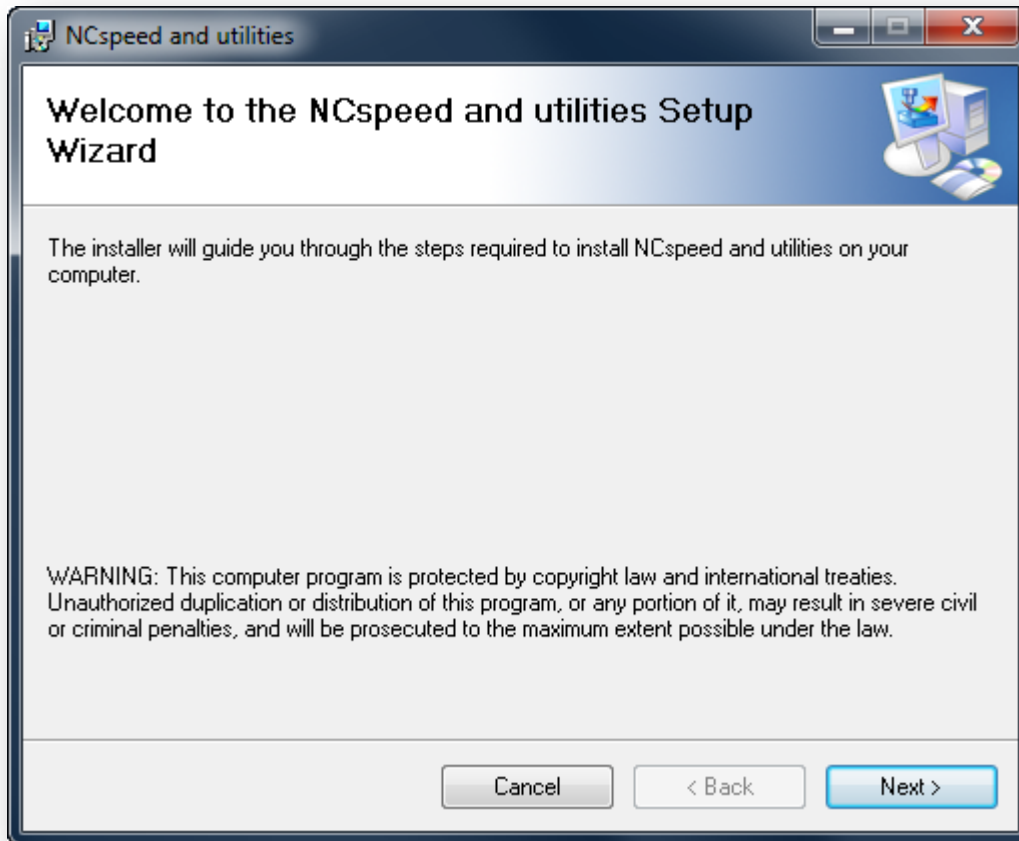 NCspeed and utilities
Welcome to the NCspeed and utilities Setup
Wizard
The installer will guide you through the steps required to install NCspeed and utilities on your
computer.
WARNING: This computer program is protected by copyright law and international treaties.
Unauthorized duplication or distribution of this program, or any portion of it, may result in severe civil
or criminal penalties, and will be prosecuted to the maximum extent possible under the law.
Cancel
< Back
Next >